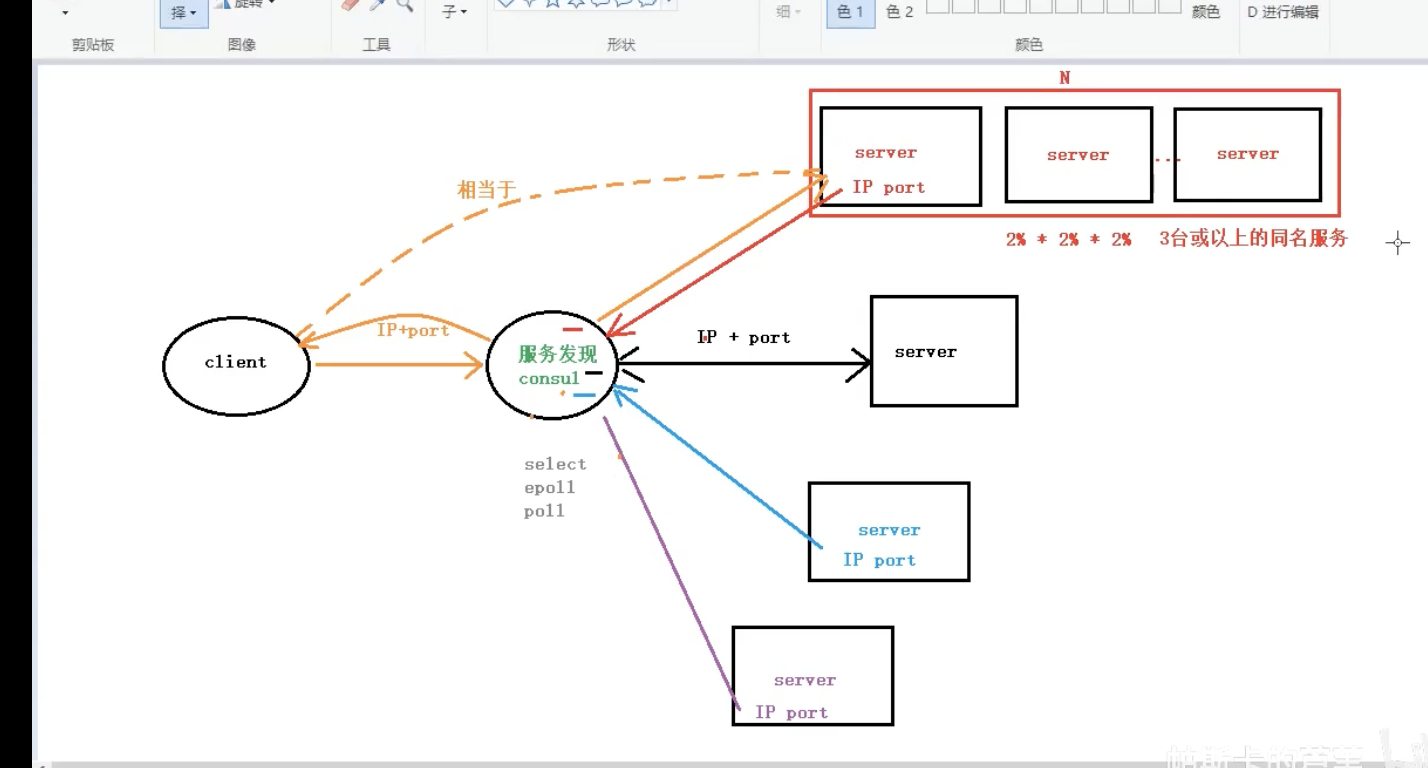 择
旋转
子
细
色 1
色 2
颜色
D 进行编辑
剪贴板
图像
工具
形状
颜色
N
server
IP port
server
...
server
相当于
2% * 2% * 2%
3台或以上的同名服务
client
IP+port
服务发现
consul
IP + port
server
select
epoll
poll
server
IP port
server
IP port